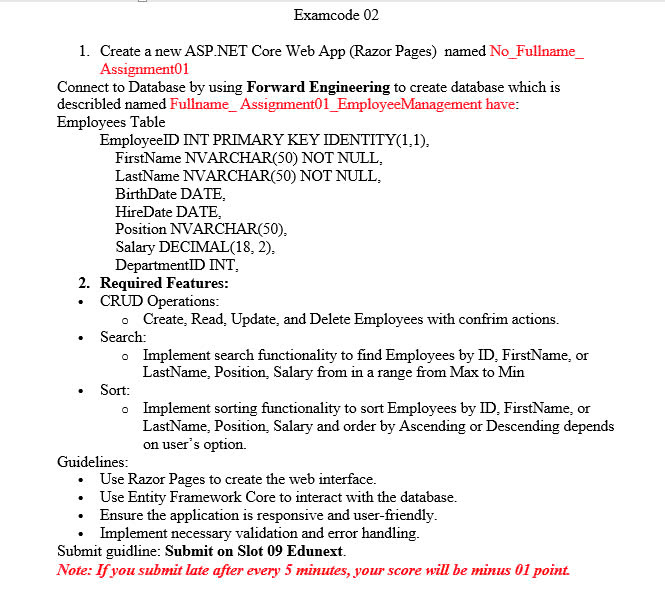 Examcode 02
1. Create a new ASP.NET Core Web App (Razor Pages) named No_Fullname_
Assignment01
Connect to Database by using Forward Engineering to create database which is
describled named Fullname_ Assignment01_EmployeeManagement have:
Employees Table
EmployeeID INT PRIMARY KEY IDENTITY(1,1),
FirstName NVARCHAR(50) NOT NULL,
LastName NVARCHAR(50) NOT NULL,
BirthDate DATE,
HireDate DATE,
Position NVARCHAR(50),
Salary DECIMAL(18, 2),
DepartmentID INT,
2. Required Features:
• CRUD Operations:
o Create, Read, Update, and Delete Employees with confrim actions.
• Search:
o Implement search functionality to find Employees by ID, FirstName, or
LastName, Position, Salary from in a range from Max to Min
• Sort:
o Implement sorting functionality to sort Employees by ID, FirstName, or
LastName, Position, Salary and order by Ascending or Descending depends
on user's option.
Guidelines:
• Use Razor Pages to create the web interface.
• Use Entity Framework Core to interact with the database.
• Ensure the application is responsive and user-friendly.
• Implement necessary validation and error handling.
Submit guidline: Submit on Slot 09 Edunext.
Note: If you submit late after every 5 minutes, your score will be minus 01 point.